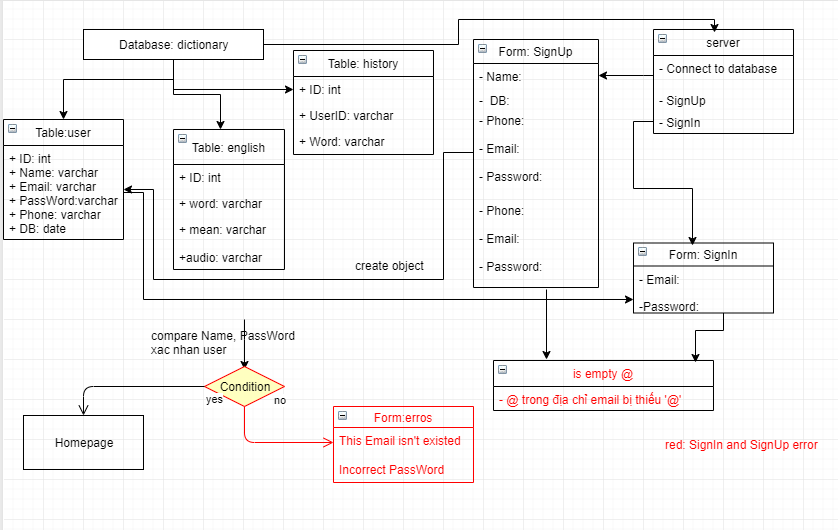 Database: dictionary
Table: history
+ ID: int
+ UserID: varchar
+ Word: varchar
Form: SignUp
- Name:
- DB:
- Phone:
- Email:
- Password:
- Phone:
- Email:
- Password:
server
- Connect to database
- SignUp
- SignIn
Table:user
+ ID: int
+ Name: varchar
+ Email: varchar
+ PassWord:varchar
+ Phone: varchar
+ DB: date
Table: english
+ ID: int
+ word: varchar
+ mean: varchar
+audio: varchar
create object
Form: SignIn
- Email:
-Password:
compare Name, PassWord
xac nhan user
Condition
yes
no
Homepage
Form:erros
This Email isn't existed
Incorrect PassWord
is empty @
- @ trong địa chỉ email bị thiếu '@'
red: SignIn and SignUp error